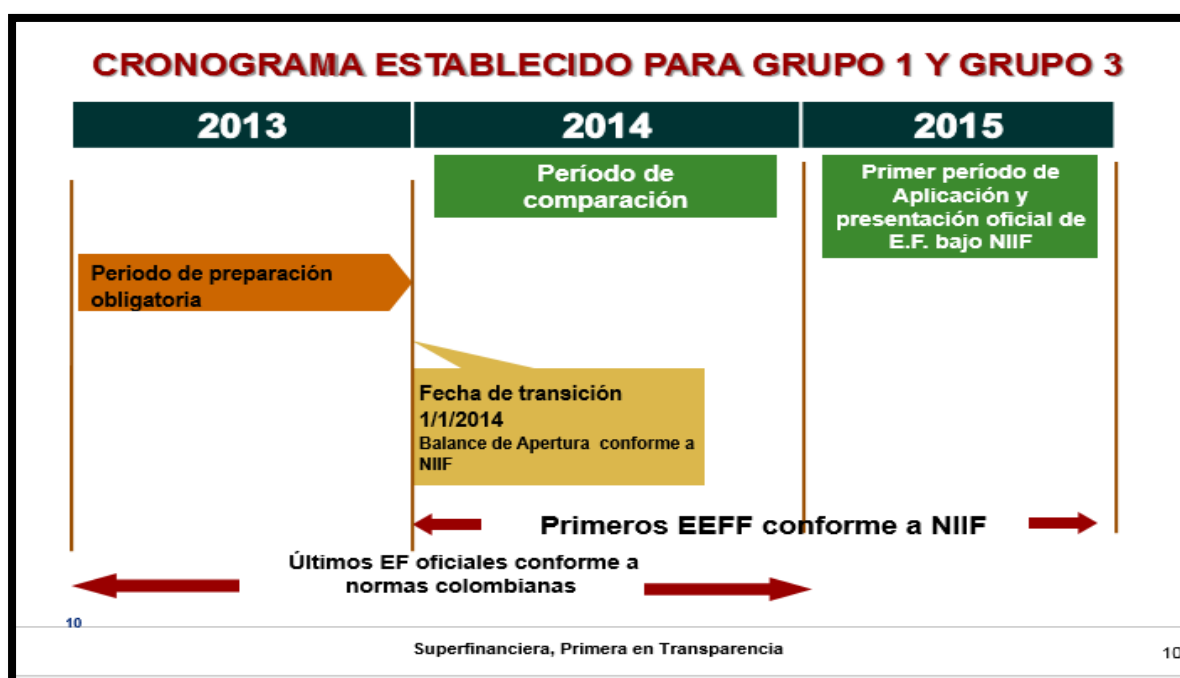 CRONOGRAMA ESTABLECIDO PARA GRUPO 1 Y GRUPO 3
2013
2014
2015
Período de
comparación
Primer período de
Aplicación y
presentación oficial de
E.F. bajo NIIF
Periodo de preparación
obligatoria
Fecha de transición
1/1/2014
Balance de Apertura conforme a
NIIF
Primeros EEFF conforme a NIIF
Últimos EF oficiales conforme a
normas colombianas
10
Superfinanciera, Primera en Transparencia
10